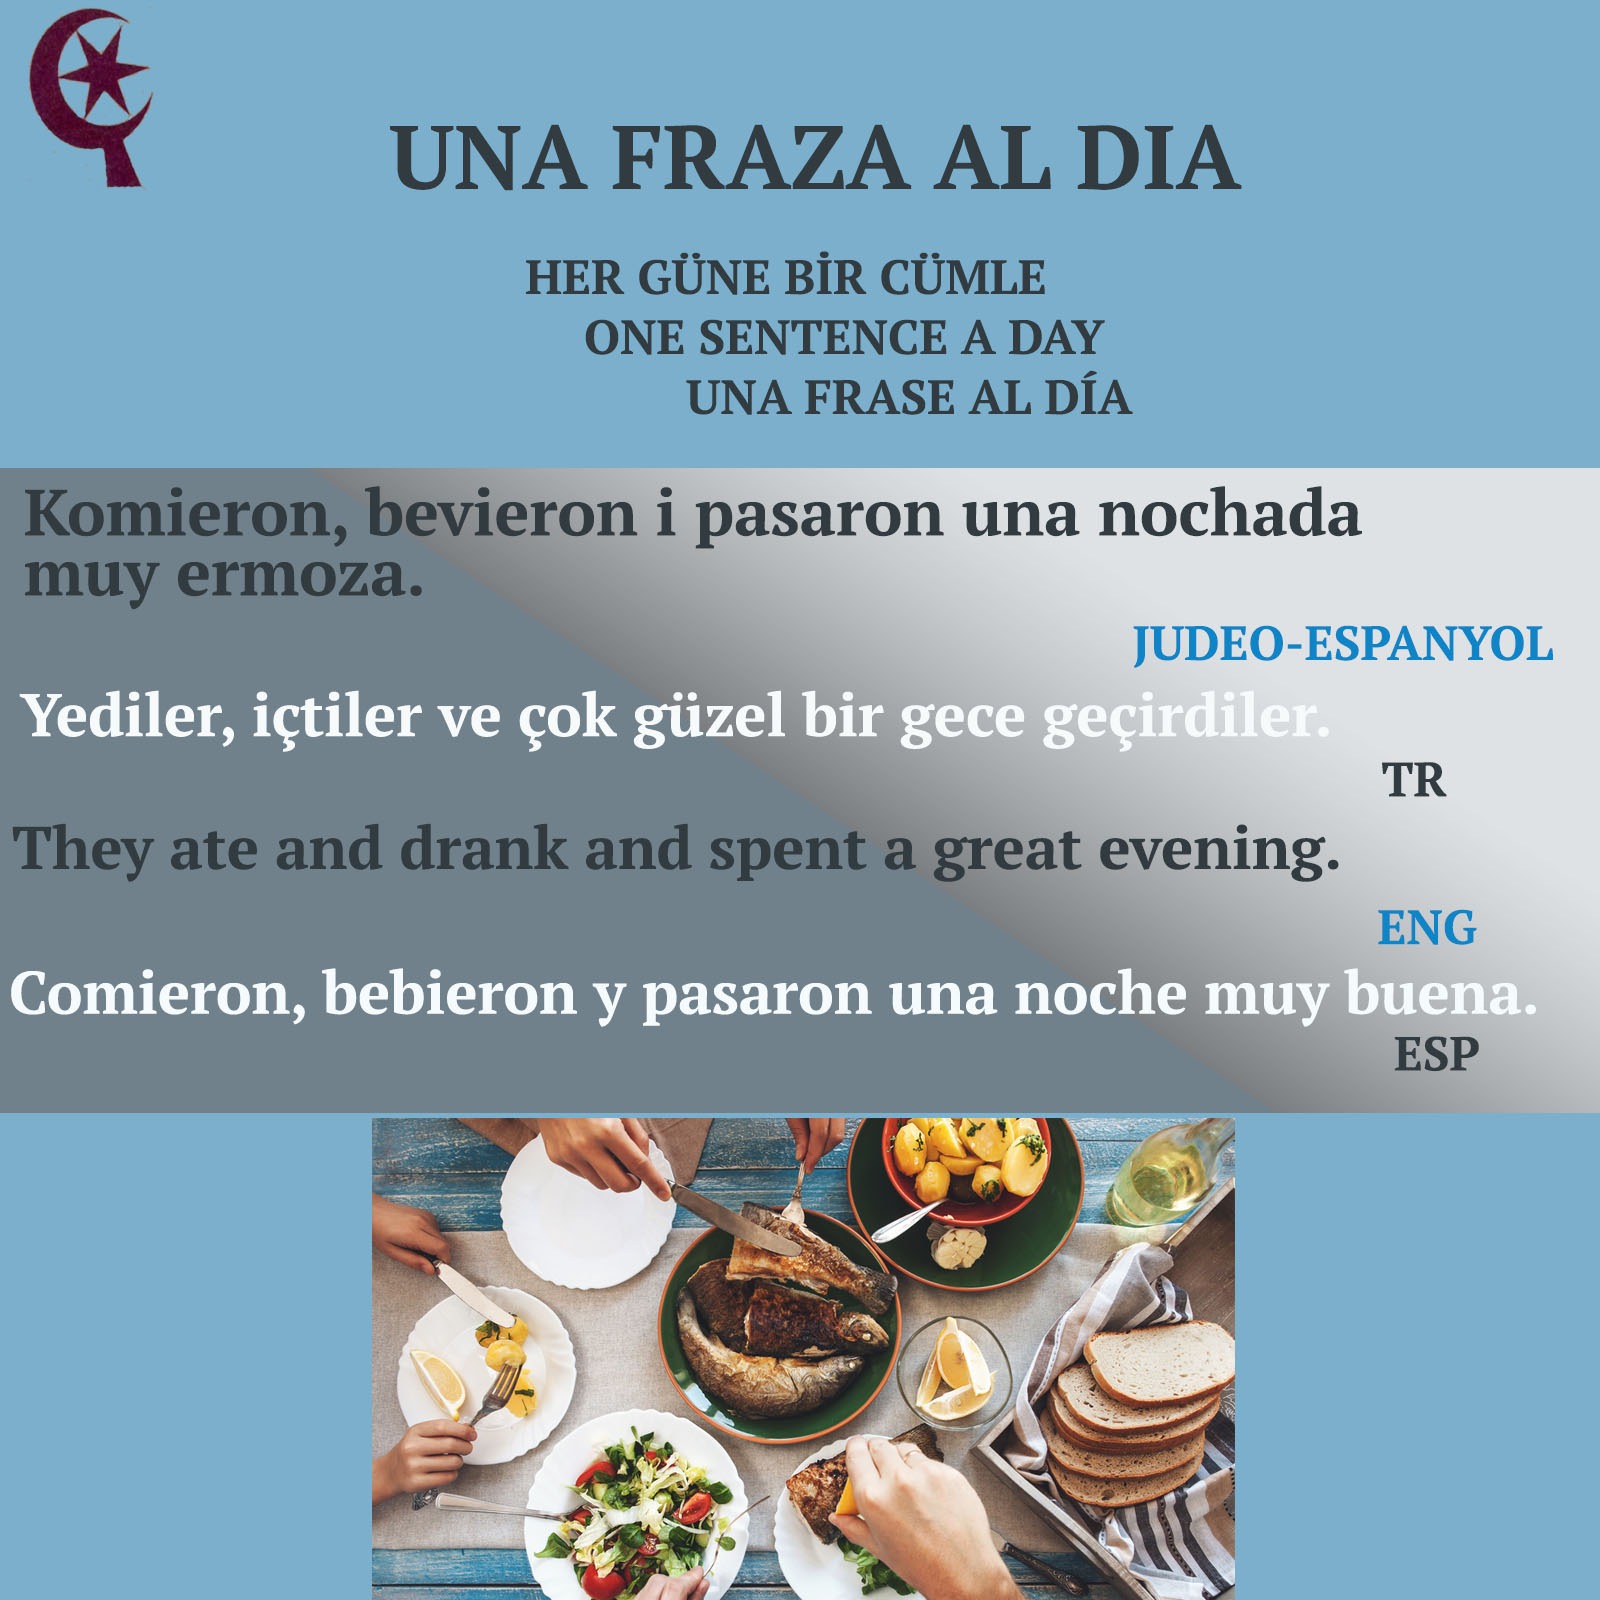 UNA FRAZA AL DIA
HER GÜNE BİR CÜMLE
ONE SENTENCE A DAY
UNA FRASE AL DÍA
Komieron, bevieron i pasaron una nochada
muy ermoza.
JUDEO-ESPANYOL
Yediler, içtiler ve çok güzel bir gece geçirdiler.
TR
They ate and drank and spent a great evening.
ENG
Comieron, bebieron y pasaron una noche muy buena.
ESP